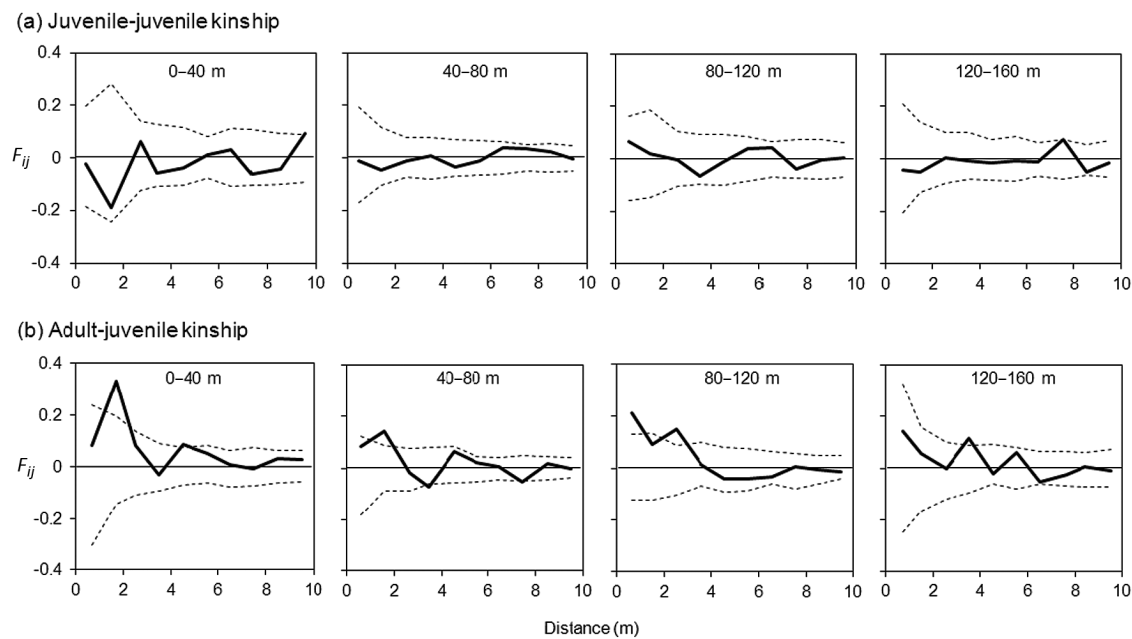 (a) Juvenile-juvenile kinship
0.4 0–40 m 40–80 m 80–120 m 120–160 m
0.2
F_ij 0
-0.2
-0.4
0 2 4 6 8 10 0 2 4 6 8 10 0 2 4 6 8 10 0 2 4 6 8 10
(b) Adult-juvenile kinship
0.4 0–40 m 40–80 m 80–120 m 120–160 m
0.2
F_ij 0
-0.2
-0.4
0 2 4 6 8 10 0 2 4 6 8 10 0 2 4 6 8 10 0 2 4 6 8 10
Distance (m)